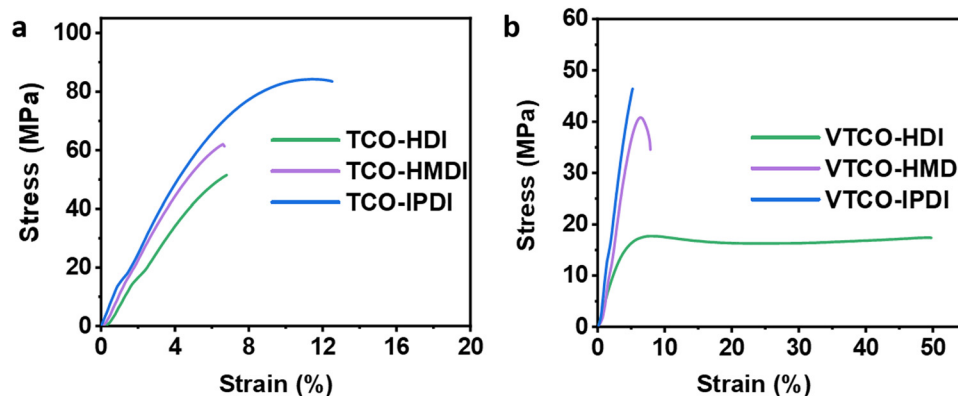 a
100
80
60
40
20
0
Stress (MPa)
TCO-HDI
TCO-HMDI
TCO-IPDI
0 4 8 12 16 20
Strain (%)
b
60
50
40
30
20
10
0
Stress (MPa)
VTCO-HDI
VTCO-HMD
VTCO-IPDI
0 10 20 30 40 50
Strain (%)